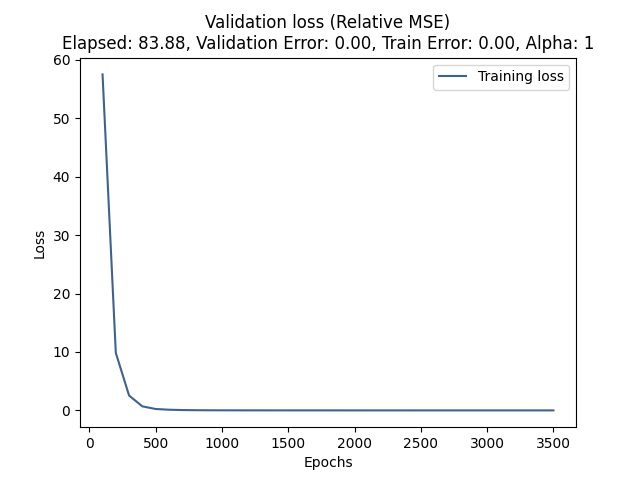 Validation loss (Relative MSE)
Elapsed: 83.88, Validation Error: 0.00, Train Error: 0.00, Alpha: 1
Training loss
60
50
40
30
20
10
0
Loss
0 500 1000 1500 2000 2500 3000 3500
Epochs